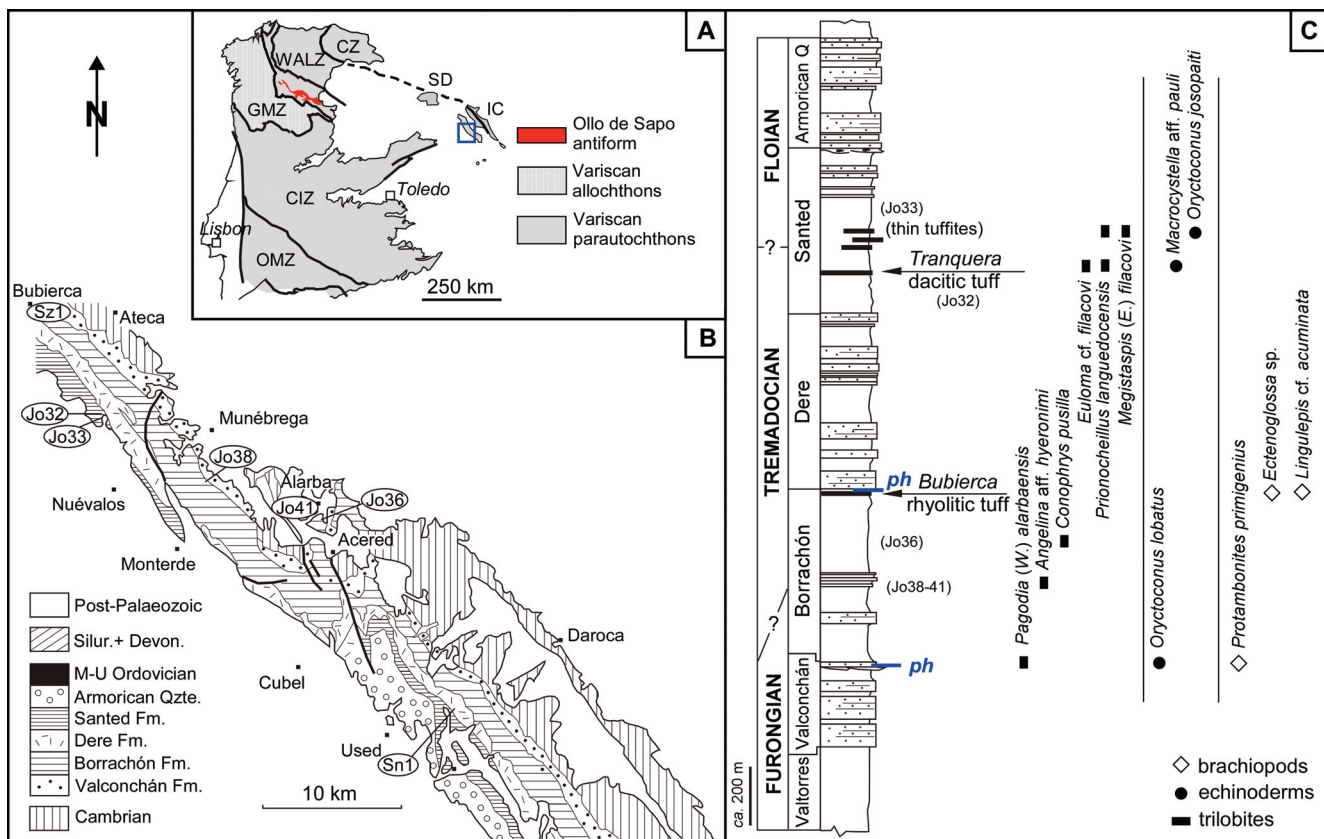 A
N
WALZ
CZ
SD
IC
GMZ
CIZ
Toledo
Lisbon
OMZ
250 km
Ollo de Sapo
antiform
Variscan
allochthons
Variscan
parautochthons
B
Bubierca
Sz1
Ateca
Jo32
Jo33
Munébrega
Jo38
Alarba
Jo41
Jo36
Nuévalos
Acered
Monterde
Daroca
Cubel
Used
Sn1
10 km
Post-Palaeozoic
Silur.+ Devon.
M-U Ordovician
Armorican Qzte.
Santed Fm.
Dere Fm.
Borrachón Fm.
Valconchán Fm.
Cambrian
C
FURONGIAN
TREMADOCIAN
FLOIAN
?
?
Valtorres
Valconchán
Borrachón
Dere
Santed
Armorican Q
ca. 200 m
(Jo33)
(thin tuffites)
Tranquera
dacitic tuff
(Jo32)
ph
Bubierca
rhyolitic tuff
(Jo36)
(Jo38-41)
ph
Pagodia (W.) alarbaensis
Angelina aff. hyeronimi
Conophrys pusilla
Euloma cf. filacovi
Prionocheillus languedocensis
Megistaspis (E.) filacovi
Oryctoconus lobatus
Macrocystella aff. pauli
Oryctoconus josopaiti
Protambonites primigenius
Ectenoglossa sp.
Lingulepis cf. acuminata
brachiopods
echinoderms
trilobites